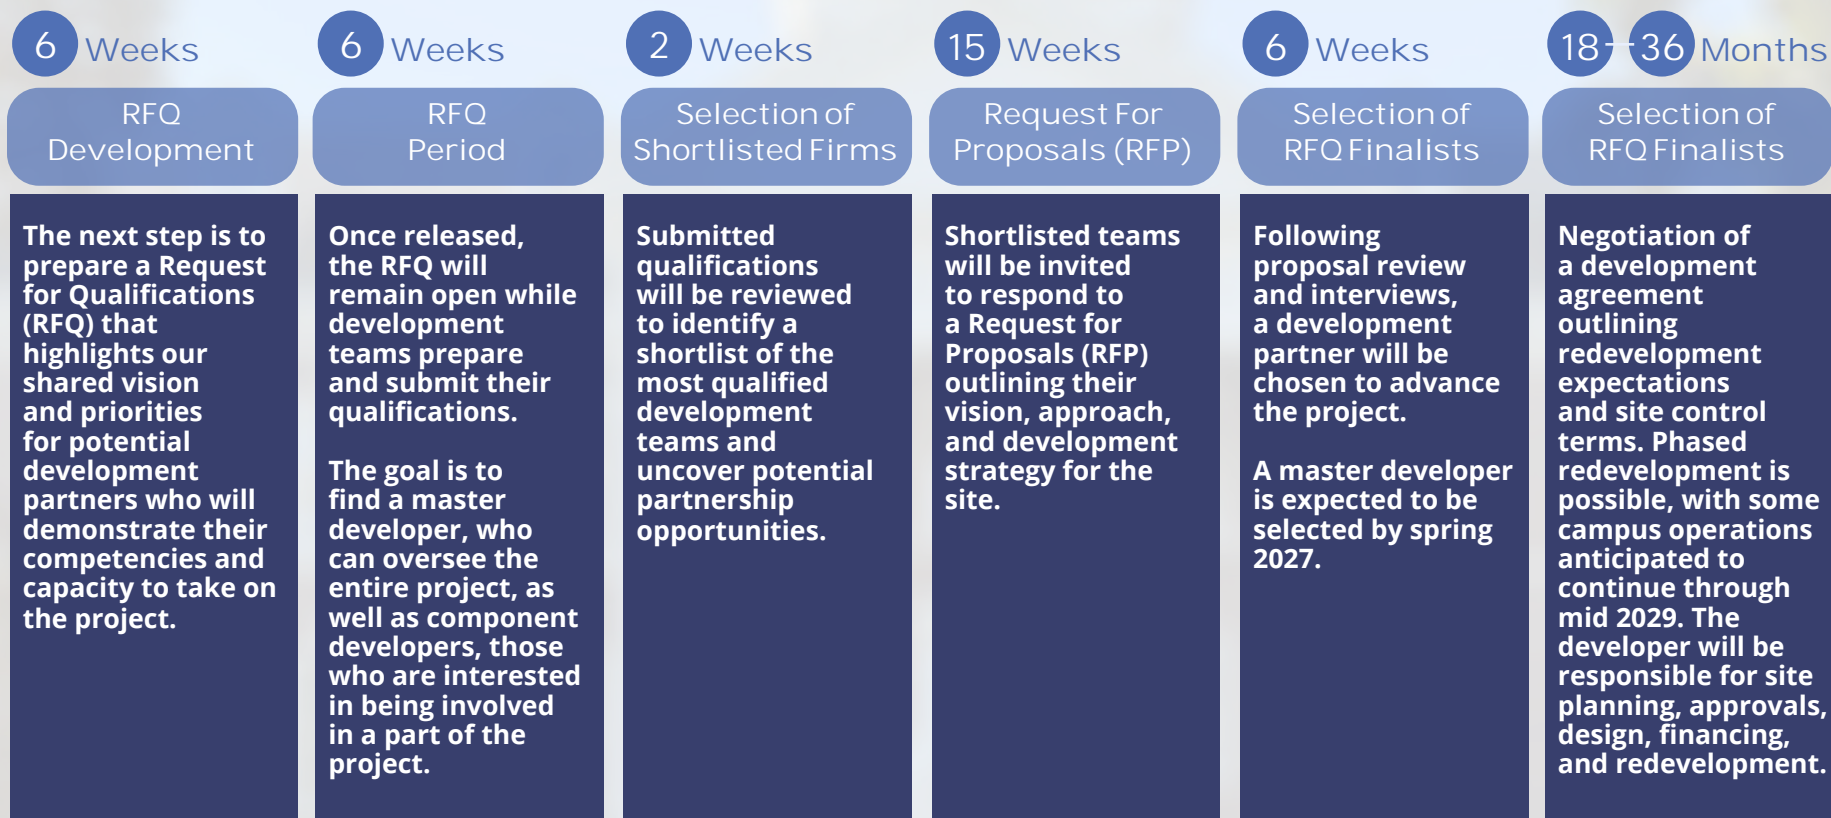 6 Weeks
RFQ
Development
The next step is to
prepare a Request
for Qualifications
(RFQ) that
highlights our
shared vision
and priorities
for potential
development
partners who will
demonstrate their
competencies and
capacity to take on
the project.
6 Weeks
RFQ
Period
Once released,
the RFQ will
remain open while
development
teams prepare
and submit their
qualifications.
The goal is to
find a master
developer, who
can oversee the
entire project, as
well as component
developers, those
who are interested
in being involved
in a part of the
project.
2 Weeks
Selection of
Shortlisted Firms
Submitted
qualifications
will be reviewed
to identify a
shortlist of the
most qualified
development
teams and
uncover potential
partnership
opportunities.
15 Weeks
Request For
Proposals (RFP)
Shortlisted teams
will be invited
to respond to
a Request for
Proposals (RFP)
outlining their
vision, approach,
and development
strategy for the
site.
6 Weeks
Selection of
RFQ Finalists
Following
proposal review
and interviews,
a development
partner will be
chosen to advance
the project.
A master developer
is expected to be
selected by spring
2027.
18–36 Months
Selection of
RFQ Finalists
Negotiation of
a development
agreement
outlining
redevelopment
expectations
and site control
terms. Phased
redevelopment is
possible, with some
campus operations
anticipated to
continue through
mid 2029. The
developer will be
responsible for site
planning, approvals,
design, financing,
and redevelopment.